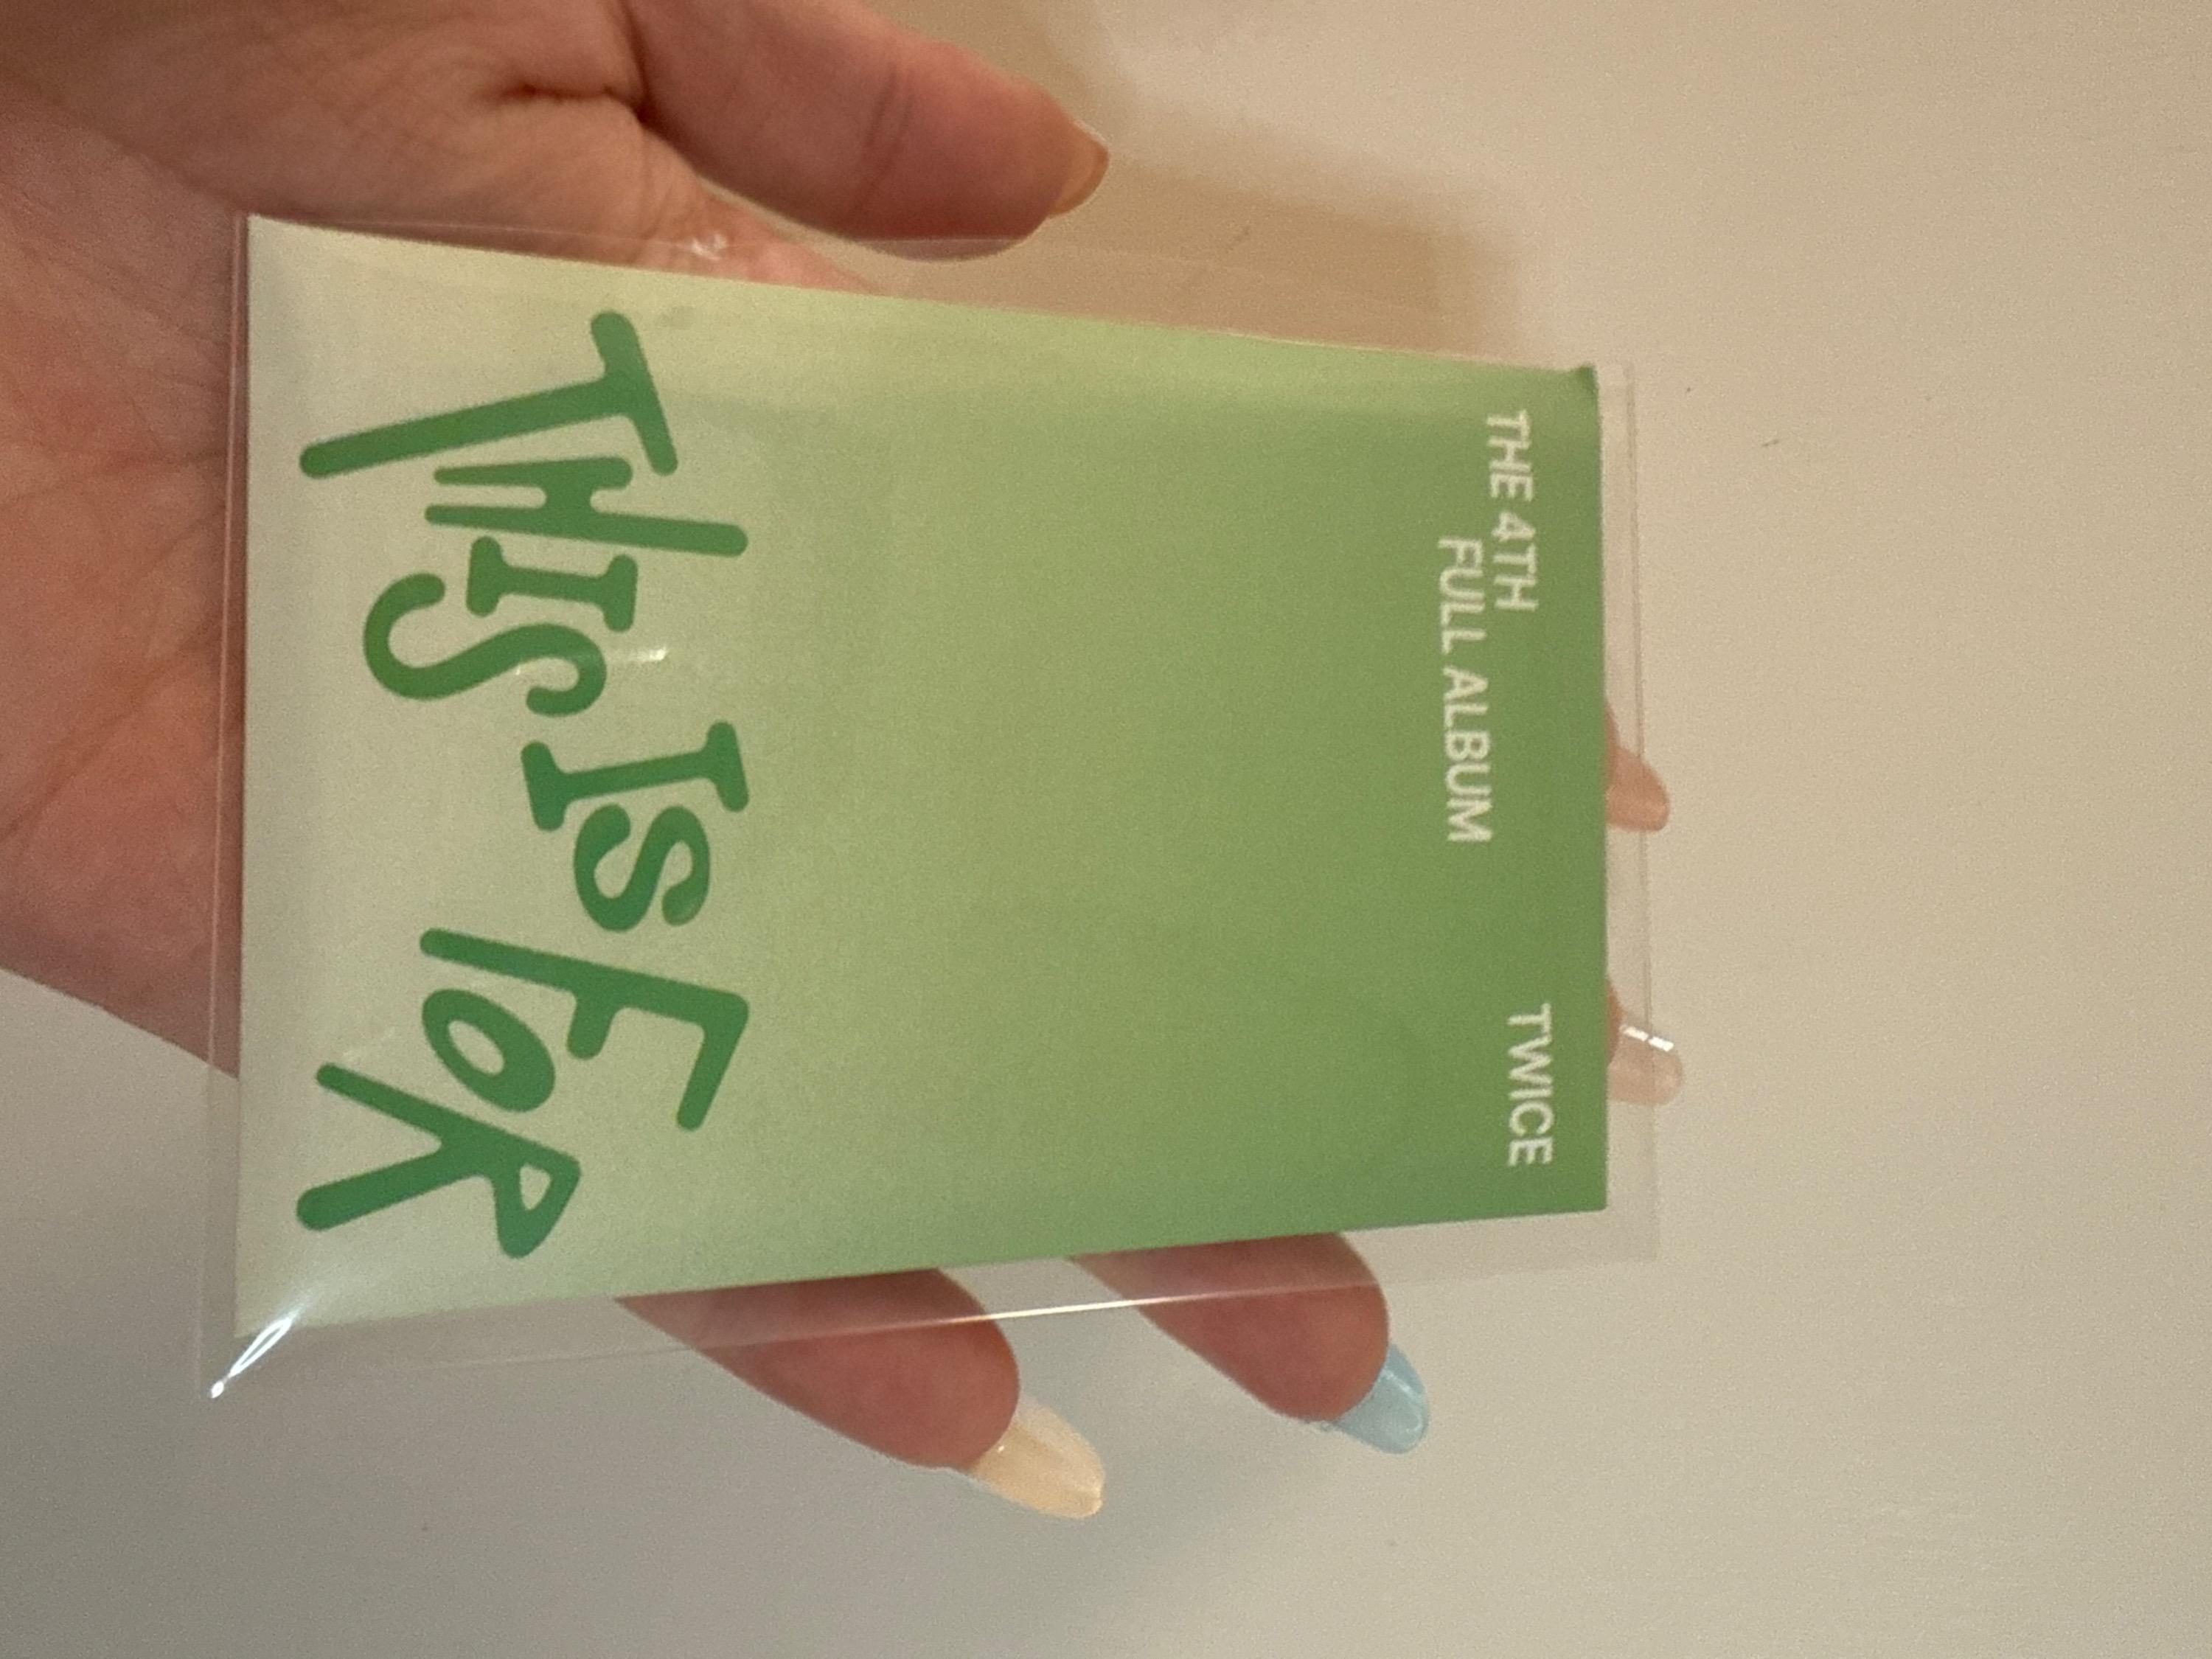 THE 4TH
FULL ALBUM
TWICE
THIS IS FOR